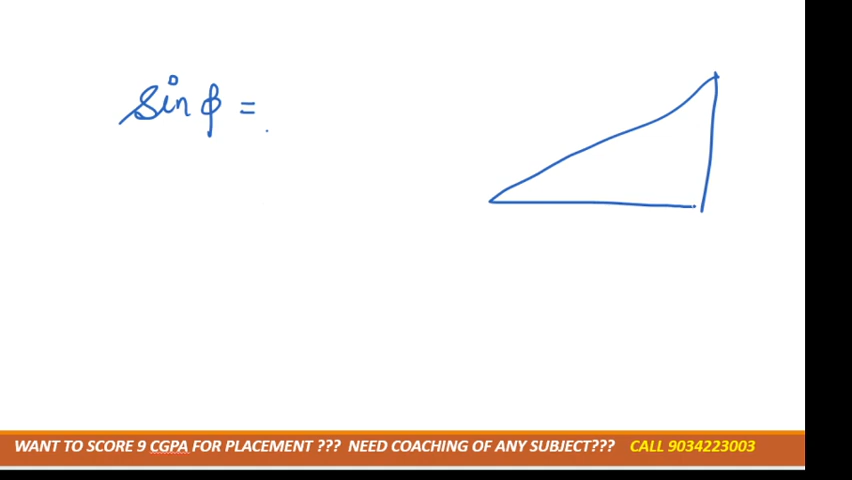 sin φ =
WANT TO SCORE 9 CGPA FOR PLACEMENT ??? NEED COACHING OF ANY SUBJECT??? CALL 9034223003